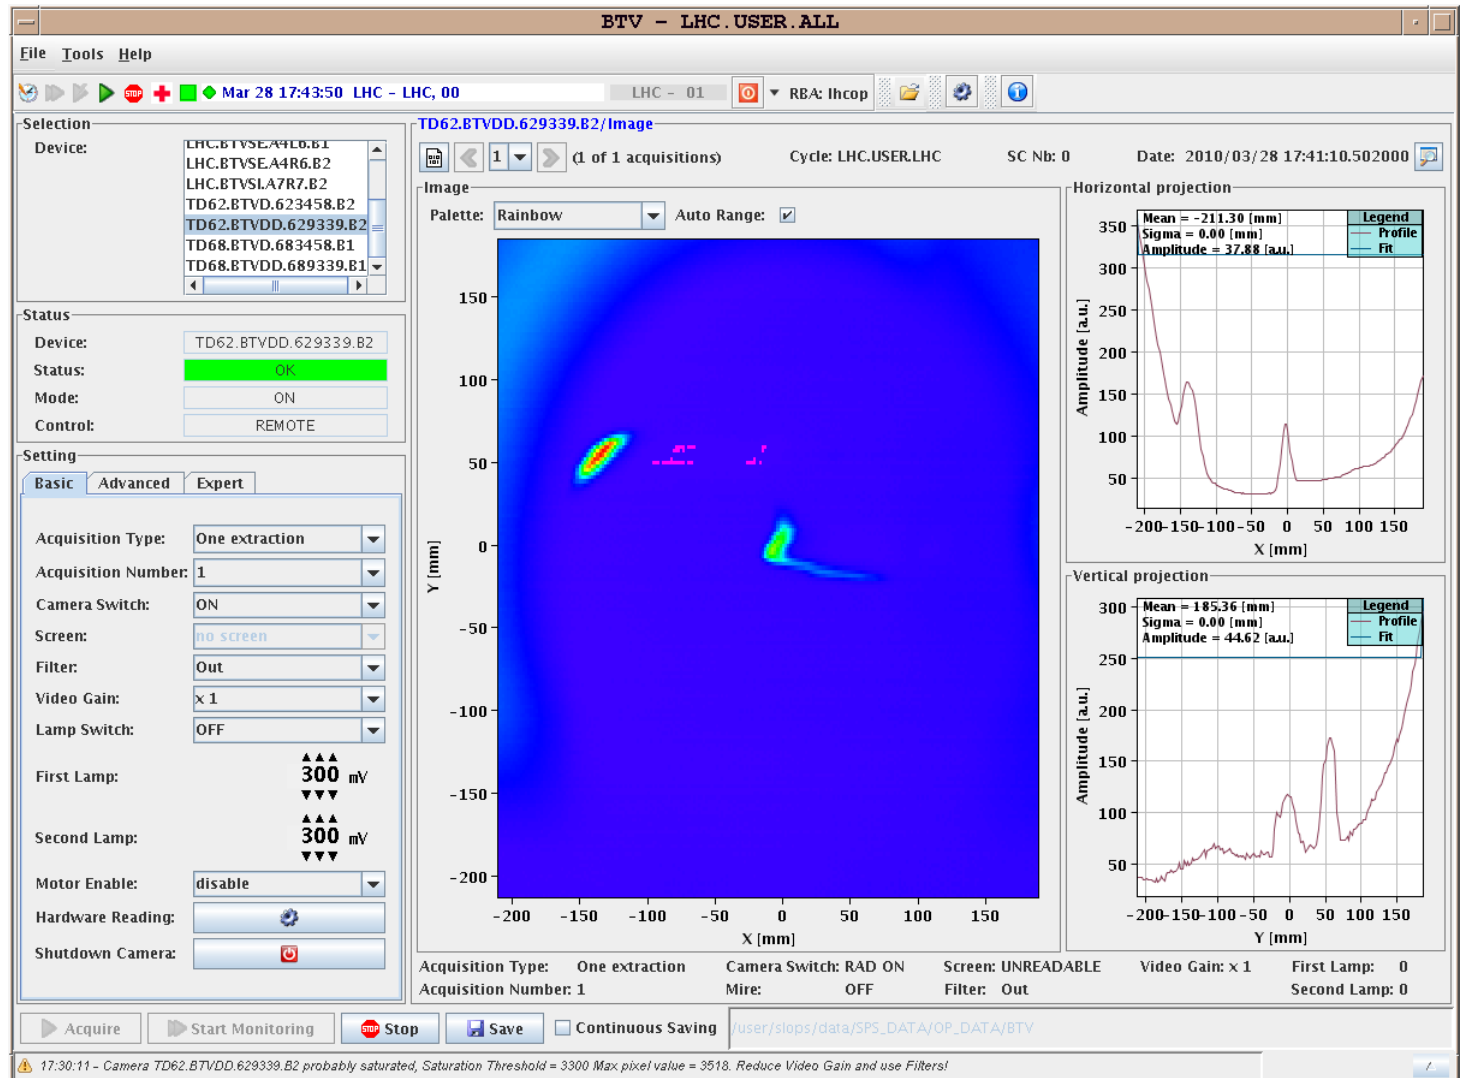 BTV - LHC.USER.ALL
File Tools Help
Mar 28 17:43:50 LHC - LHC, 00
LHC - 01
RBA: lhcop
Selection
Device:
LHC.BTVSE.A4L6.B1
LHC.BTVSE.A4R6.B2
LHC.BTVSI.A7R7.B2
TD62.BTVD.623458.B2
TD62.BTVDD.629339.B2
TD68.BTVD.683458.B1
TD68.BTVDD.689339.B1
Status
Device: TD62.BTVDD.629339.B2
Status: OK
Mode: ON
Control: REMOTE
Setting
Basic Advanced Expert
Acquisition Type: One extraction
Acquisition Number: 1
Camera Switch: ON
Screen: no screen
Filter: Out
Video Gain: x 1
Lamp Switch: OFF
First Lamp: 300 mV
Second Lamp: 300 mV
Motor Enable: disable
Hardware Reading:
Shutdown Camera:
TD62.BTVDD.629339.B2/Image
1 (1 of 1 acquisitions) Cycle: LHC.USER.LHC SC Nb: 0 Date: 2010/03/28 17:41:10.502000
Image
Palette: Rainbow Auto Range:
150
100
50
0
-50
-100
-150
-200
Y [mm]
-200 -150 -100 -50 0 50 100 150
X [mm]
Horizontal projection
Mean = -211.30 [mm]
Sigma = 0.00 [mm]
Amplitude = 37.88 [a.u.]
Legend
Profile
Fit
350
300
250
200
150
100
50
Amplitude [a.u.]
-200 -150 -100 -50 0 50 100 150
X [mm]
Vertical projection
Mean = 185.36 [mm]
Sigma = 0.00 [mm]
Amplitude = 44.62 [a.u.]
Legend
Profile
Fit
300
250
200
150
100
50
Amplitude [a.u.]
-200 -150 -100 -50 0 50 100 150
Y [mm]
Acquisition Type: One extraction Camera Switch: RAD ON Screen: UNREADABLE Video Gain: x 1 First Lamp: 0
Acquisition Number: 1 Mire: OFF Filter: Out Second Lamp: 0
Acquire Start Monitoring STOP Stop Save Continuous Saving /user/slops/data/SPS_DATA/OP_DATA/BTV
17:30:11 - Camera TD62.BTVDD.629339.B2 probably saturated, Saturation Threshold = 3300 Max pixel value = 3518. Reduce Video Gain and use Filters!